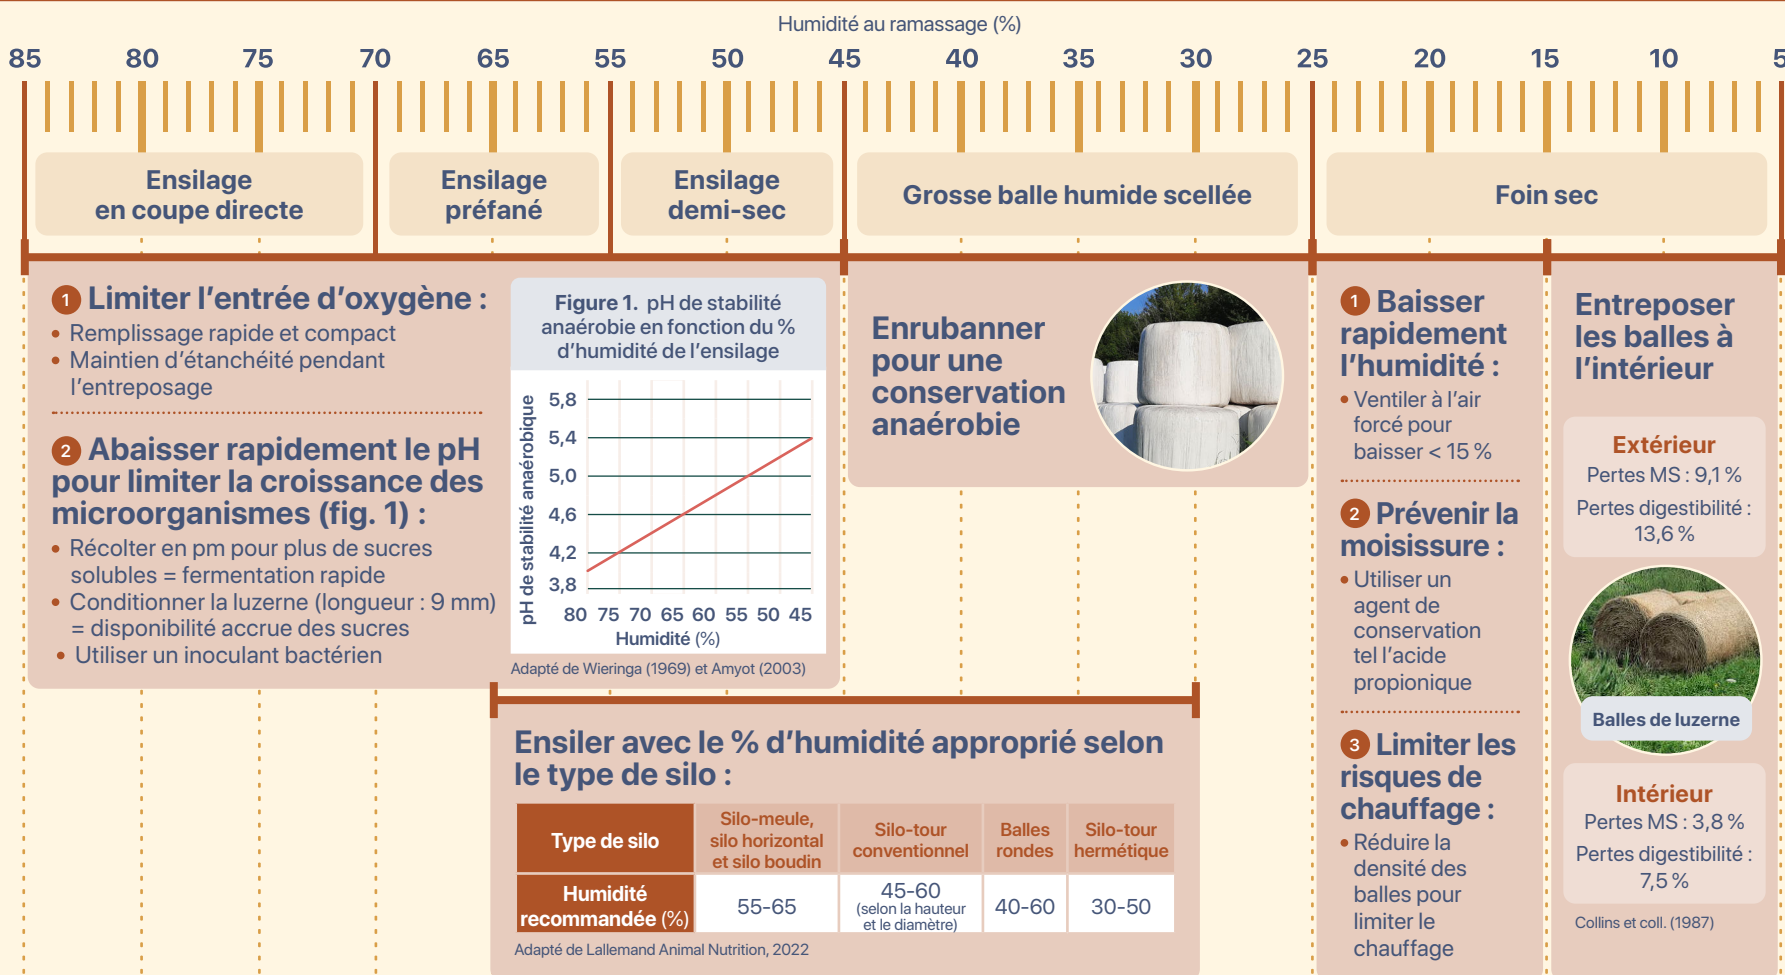 Humidité au ramassage (%)
85 80 75 70 65 55 50 45 40 35 30 25 20 15 10 5
Ensilage
en coupe directe
Ensilage
préfané
Ensilage
demi-sec
Grosse balle humide scellée
Foin sec
1 Limiter l'entrée d'oxygène :
• Remplissage rapide et compact
• Maintien d'étanchéité pendant
l'entreposage
2 Abaisser rapidement le pH
pour limiter la croissance des
microorganismes (fig. 1) :
• Récolter en pm pour plus de sucres
solubles = fermentation rapide
• Conditionner la luzerne (longueur : 9 mm)
= disponibilité accrue des sucres
• Utiliser un inoculant bactérien
Figure 1. pH de stabilité
anaérobie en fonction du %
d'humidité de l'ensilage
pH de stabilité anaérobique
5,8
5,4
5,0
4,6
4,2
3,8
80 75 70 65 60 55 50 45
Humidité (%)
Adapté de Wieringa (1969) et Amyot (2003)
Enrubanner
pour une
conservation
anaérobie
Ensiler avec le % d'humidité approprié selon
le type de silo :
Type de silo
Silo-meule,
silo horizontal
et silo boudin
Silo-tour
conventionnel
Balles
rondes
Silo-tour
hermétique
Humidité
recommandée (%)
55-65
45-60
(selon la hauteur
et le diamètre)
40-60
30-50
Adapté de Lallemand Animal Nutrition, 2022
1 Baisser
rapidement
l'humidité :
• Ventiler à l'air
forcé pour
baisser < 15 %
2 Prévenir la
moisissure :
• Utiliser un
agent de
conservation
tel l'acide
propionique
3 Limiter les
risques de
chauffage :
• Réduire la
densité des
balles pour
limiter le
chauffage
Entreposer
les balles à
l'intérieur
Extérieur
Pertes MS : 9,1 %
Pertes digestibilité :
13,6 %
Balles de luzerne
Intérieur
Pertes MS : 3,8 %
Pertes digestibilité :
7,5 %
Collins et coll. (1987)